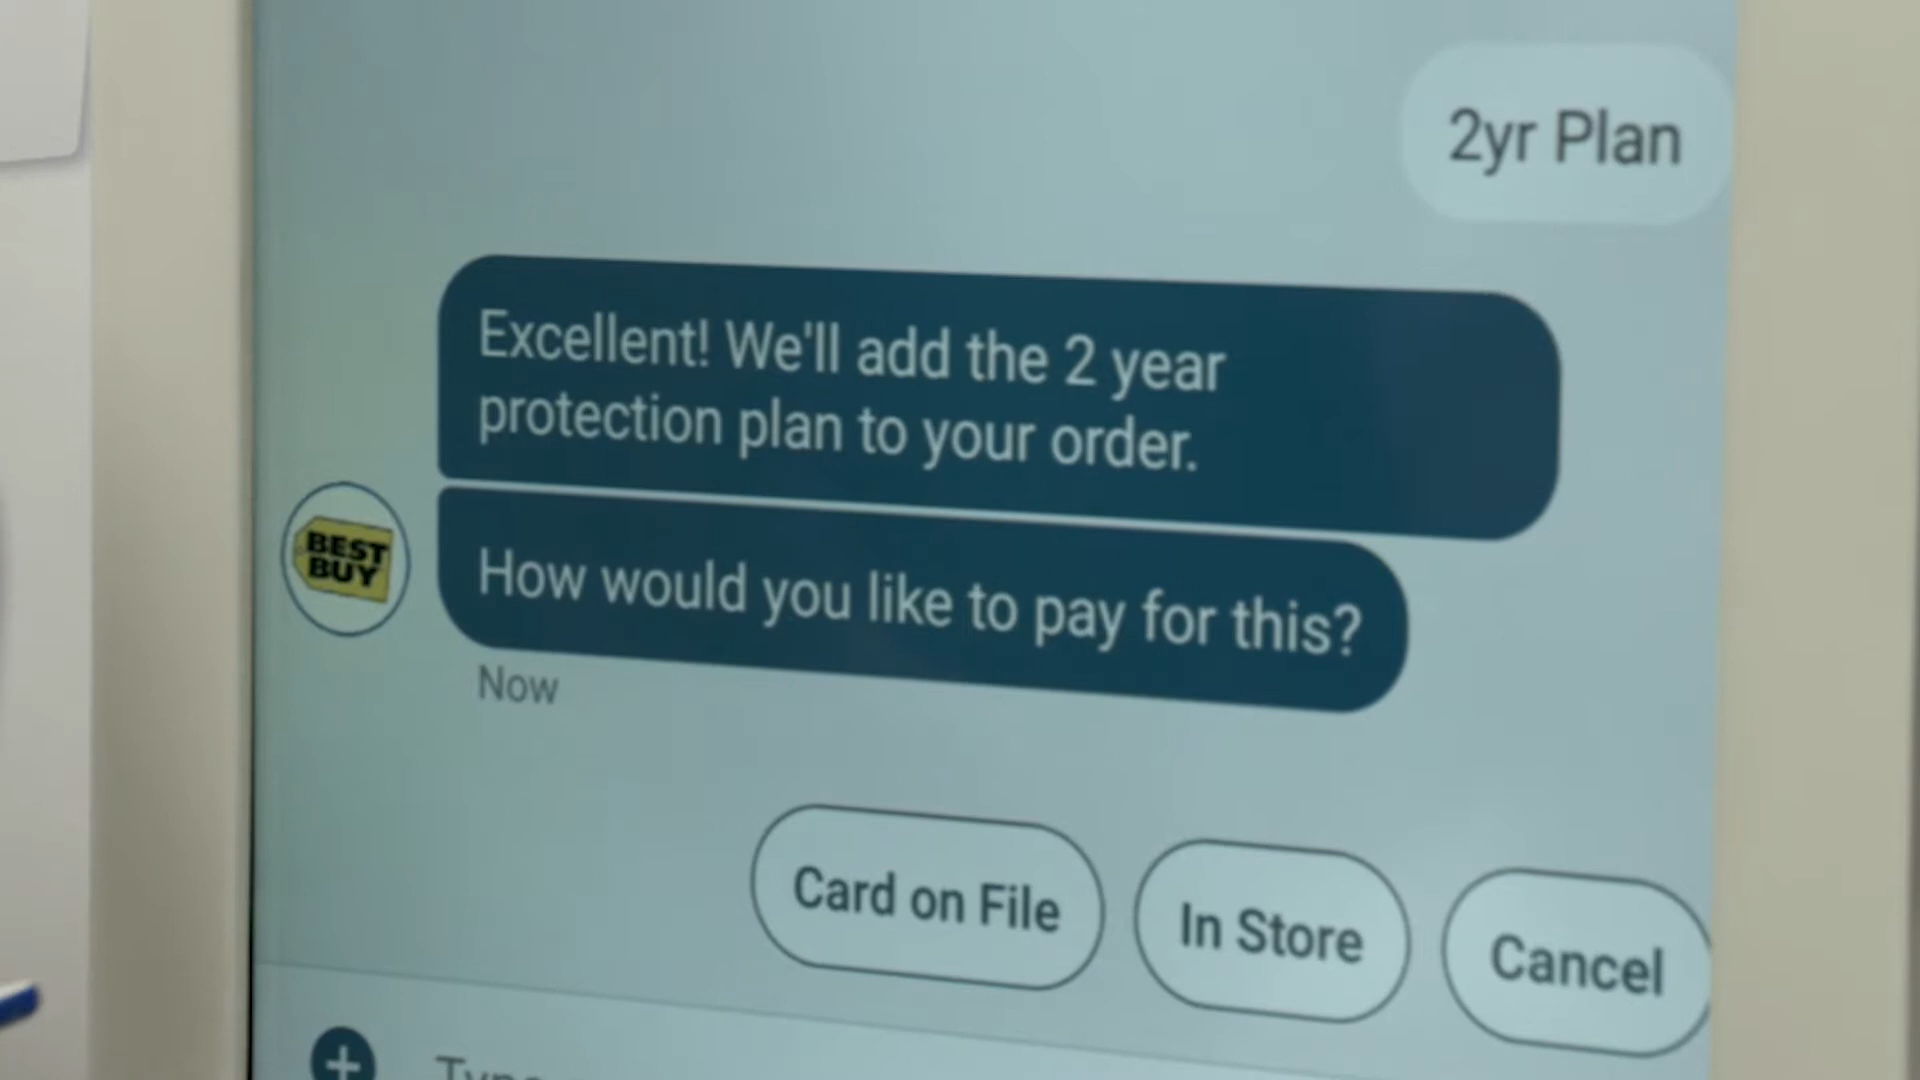 2yr Plan
Excellent! We'll add the 2 year
protection plan to your order.
BEST
BUY
How would you like to pay for this?
Now
Card on File
In Store
Cancel